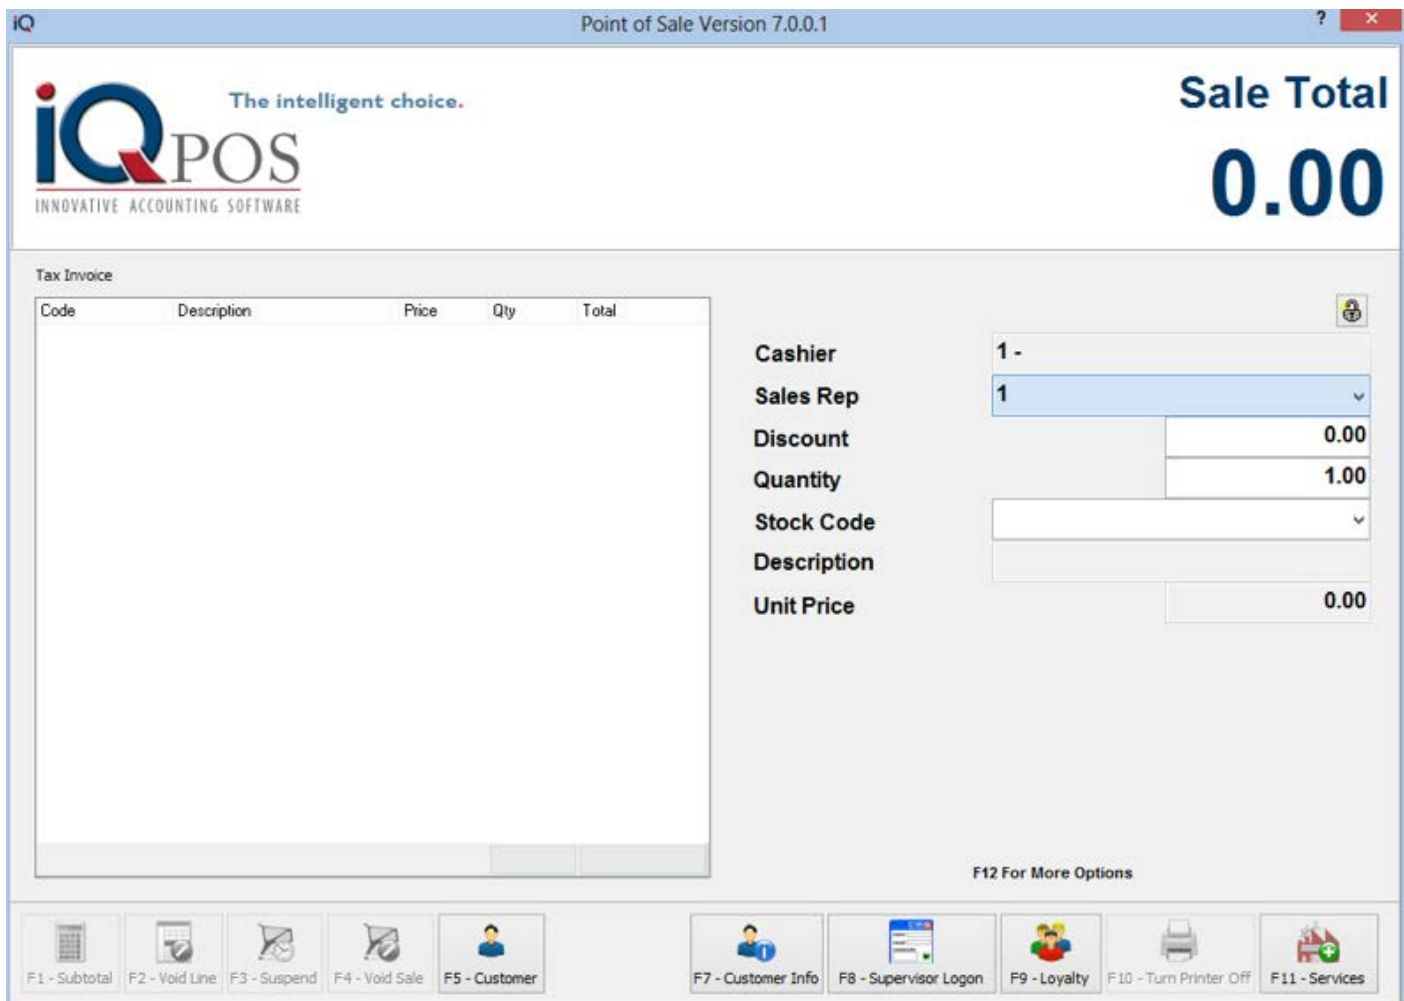 iQ Point of Sale Version 7.0.0.1 ?
The intelligent choice.
iQ POS
INNOVATIVE ACCOUNTING SOFTWARE
Sale Total
0.00
Tax Invoice
Code Description Price Qty Total
Cashier 1 -
Sales Rep 1
Discount 0.00
Quantity 1.00
Stock Code
Description
Unit Price 0.00
F12 For More Options
F1 - Subtotal F2 - Void Line F3 - Suspend F4 - Void Sale F5 - Customer F7 - Customer Info F8 - Supervisor Logon F9 - Loyalty F10 - Turn Printer Off F11 - Services